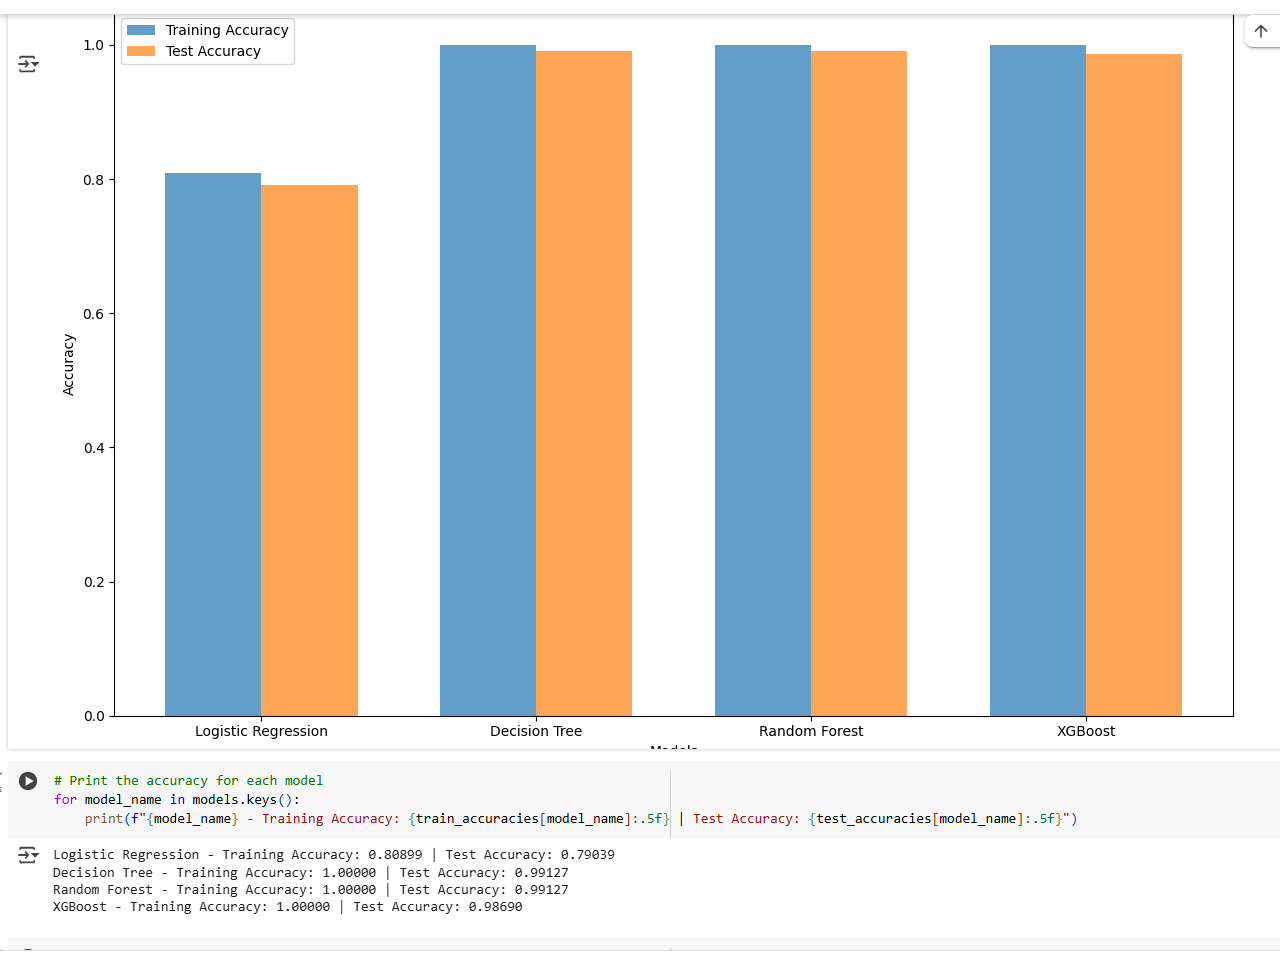 Training Accuracy
Test Accuracy
1.0
0.8
0.6
0.4
0.2
0.0
Accuracy
Logistic Regression Decision Tree Random Forest XGBoost
Models
# Print the accuracy for each model
for model_name in models.keys():
    print(f"{model_name} - Training Accuracy: {train_accuracies[model_name]:.5f} | Test Accuracy: {test_accuracies[model_name]:.5f}")
Logistic Regression - Training Accuracy: 0.80899 | Test Accuracy: 0.79039
Decision Tree - Training Accuracy: 1.00000 | Test Accuracy: 0.99127
Random Forest - Training Accuracy: 1.00000 | Test Accuracy: 0.99127
XGBoost - Training Accuracy: 1.00000 | Test Accuracy: 0.98690